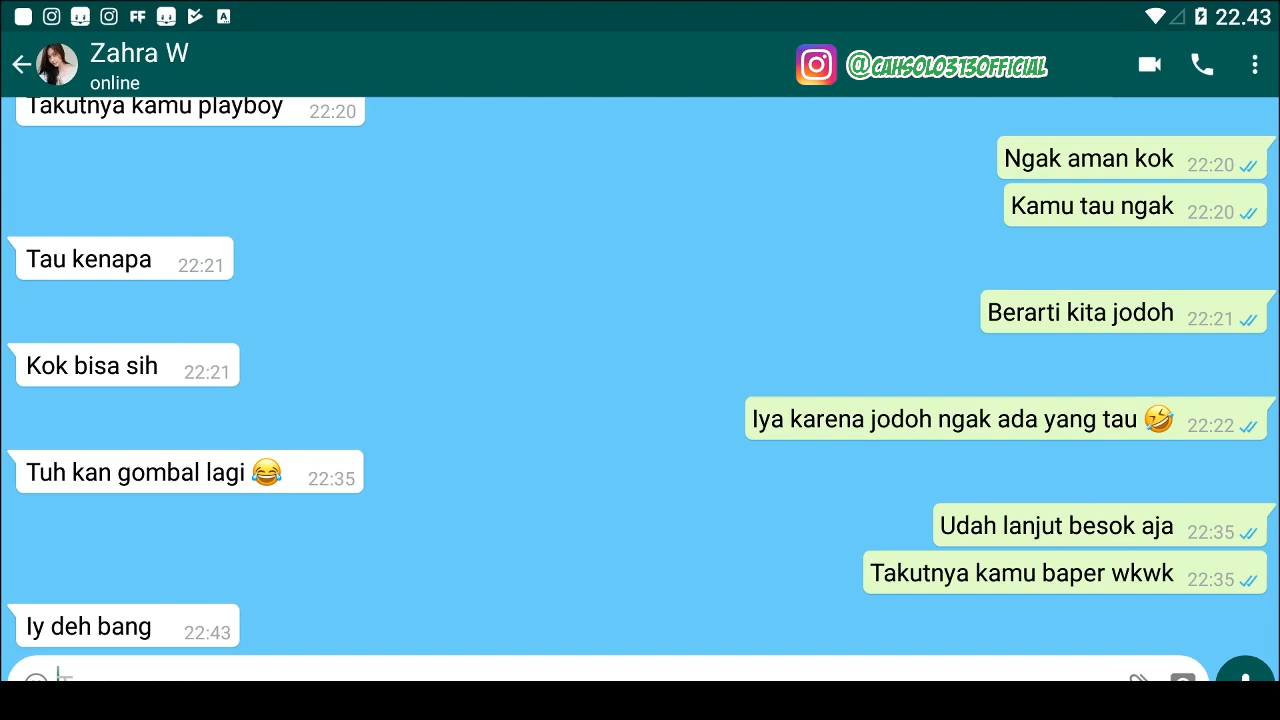 FF
22.43
Zahra W
online
@CAHSOLO313OFFICIAL
Takutnya kamu playboy 22:20
Ngak aman kok 22:20
Kamu tau ngak 22:20
Tau kenapa 22:21
Berarti kita jodoh 22:21
Kok bisa sih 22:21
Iya karena jodoh ngak ada yang tau 🤣 22:22
Tuh kan gombal lagi 😂 22:35
Udah lanjut besok aja 22:35
Takutnya kamu baper wkwk 22:35
Iy deh bang 22:43